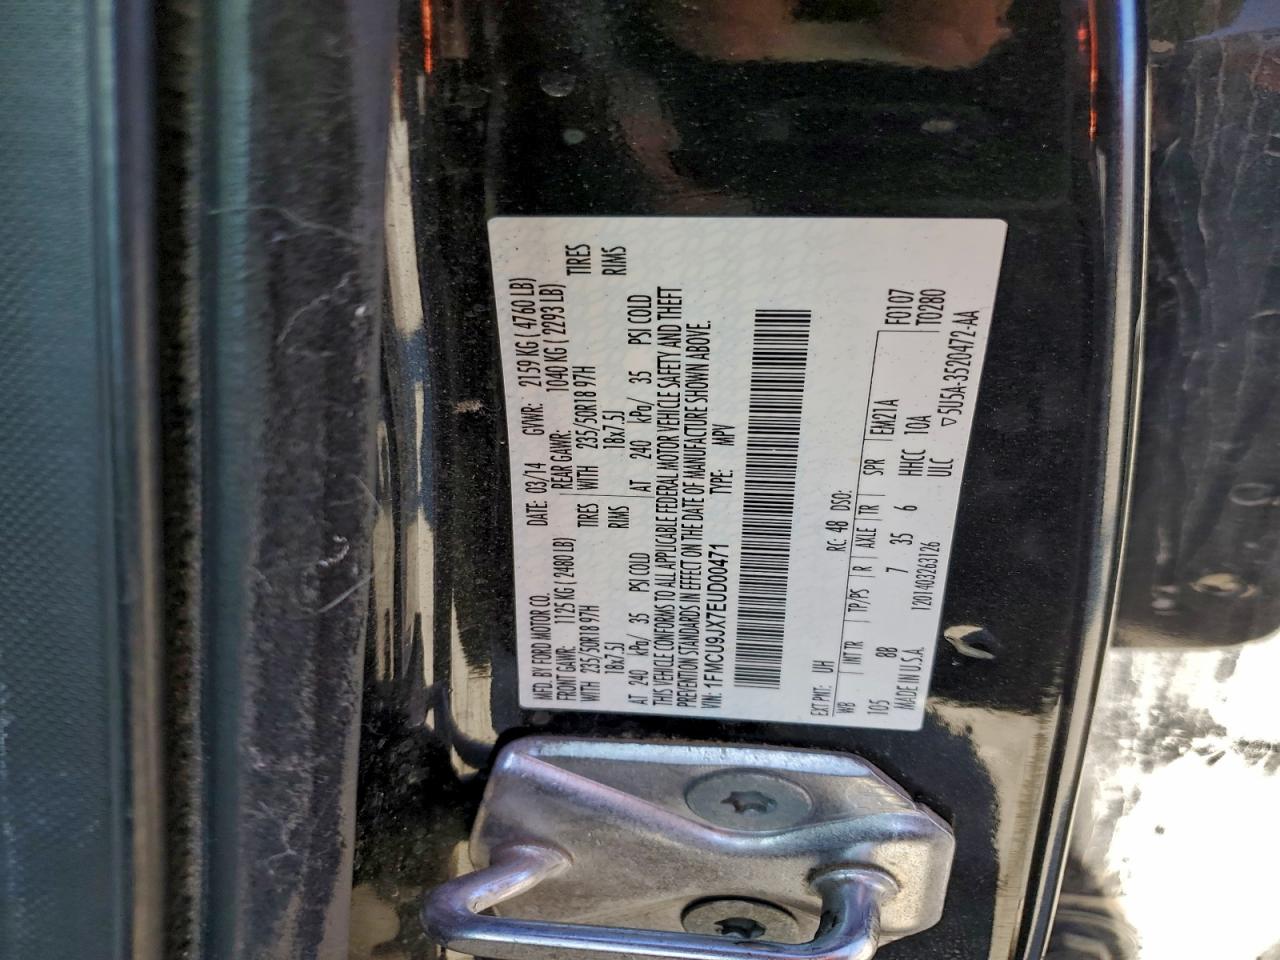 MFD. BY FORD MOTOR CO. DATE: 03/14 GVWR: 2159 KG ( 4760 LB)
FRONT GAWR: 1125 KG ( 2480 LB) REAR GAWR: 1040 KG ( 2293 LB)
WITH 235/50R18 97H TIRES WITH 235/50R18 97H TIRES
18x7.5J RIMS 18x7.5J RIMS
AT 240 kPa/ 35 PSI COLD AT 240 kPa/ 35 PSI COLD
THIS VEHICLE CONFORMS TO ALL APPLICABLE FEDERAL MOTOR VEHICLE SAFETY AND THEFT
PREVENTION STANDARDS IN EFFECT ON THE DATE OF MANUFACTURE SHOWN ABOVE.
VIN: 1FMCU9JX7EUD00471 TYPE: MPV
EXT PNT: UH RC: 48 DSO:
WB INT TR TP/PS R AXLE TR SPR EM21A F0107
105 8B 7 35 6 HHCC 10A T0280
MADE IN U.S.A. 1201403263126 ULC 5U5A-3520472-AA